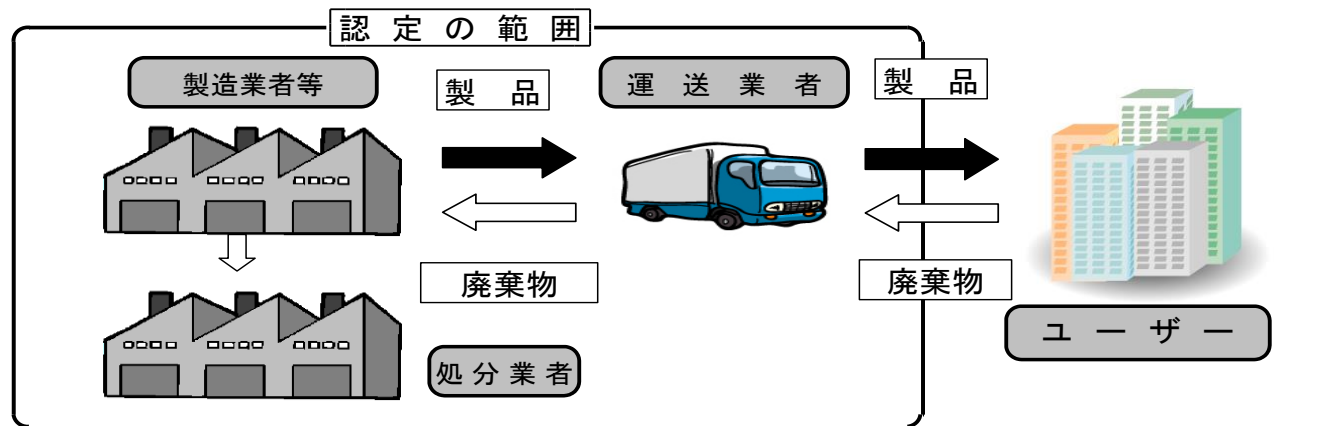 認定の範囲
製造業者等
製品
運送業者
製品
廃棄物
廃棄物
ユーザー
処分業者